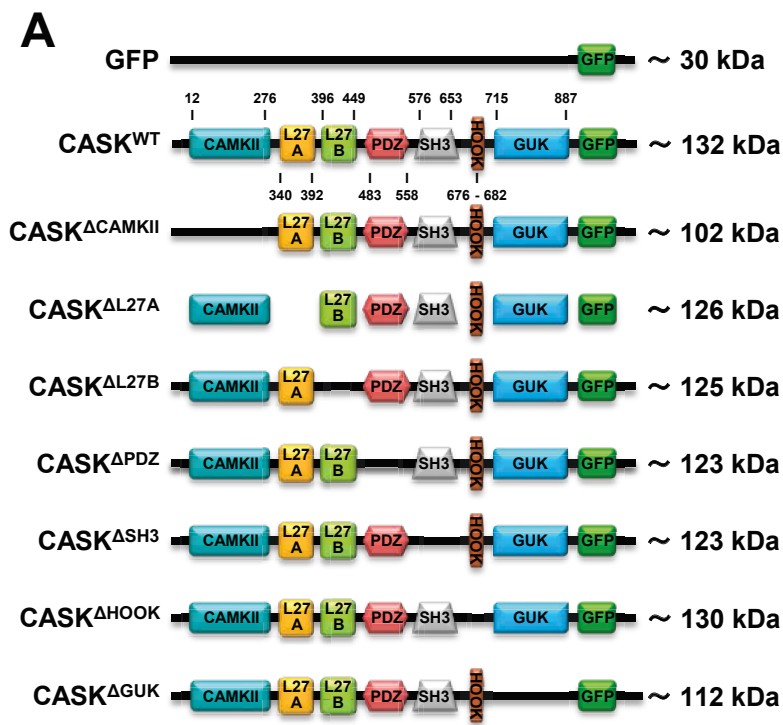 A
GFP GFP ~ 30 kDa
12 276 396 449 576 653 715 887
CASKWT CAMKII L27 A L27 B PDZ SH3 HOOK GUK GFP ~ 132 kDa
340 392 483 558 676 - 682
CASKΔCAMKII L27 A L27 B PDZ SH3 HOOK GUK GFP ~ 102 kDa
CASKΔL27A CAMKII L27 B PDZ SH3 HOOK GUK GFP ~ 126 kDa
CASKΔL27B CAMKII L27 A PDZ SH3 HOOK GUK GFP ~ 125 kDa
CASKΔPDZ CAMKII L27 A L27 B SH3 HOOK GUK GFP ~ 123 kDa
CASKΔSH3 CAMKII L27 A L27 B PDZ HOOK GUK GFP ~ 123 kDa
CASKΔHOOK CAMKII L27 A L27 B PDZ SH3 GUK GFP ~ 130 kDa
CASKΔGUK CAMKII L27 A L27 B PDZ SH3 HOOK GFP ~ 112 kDa